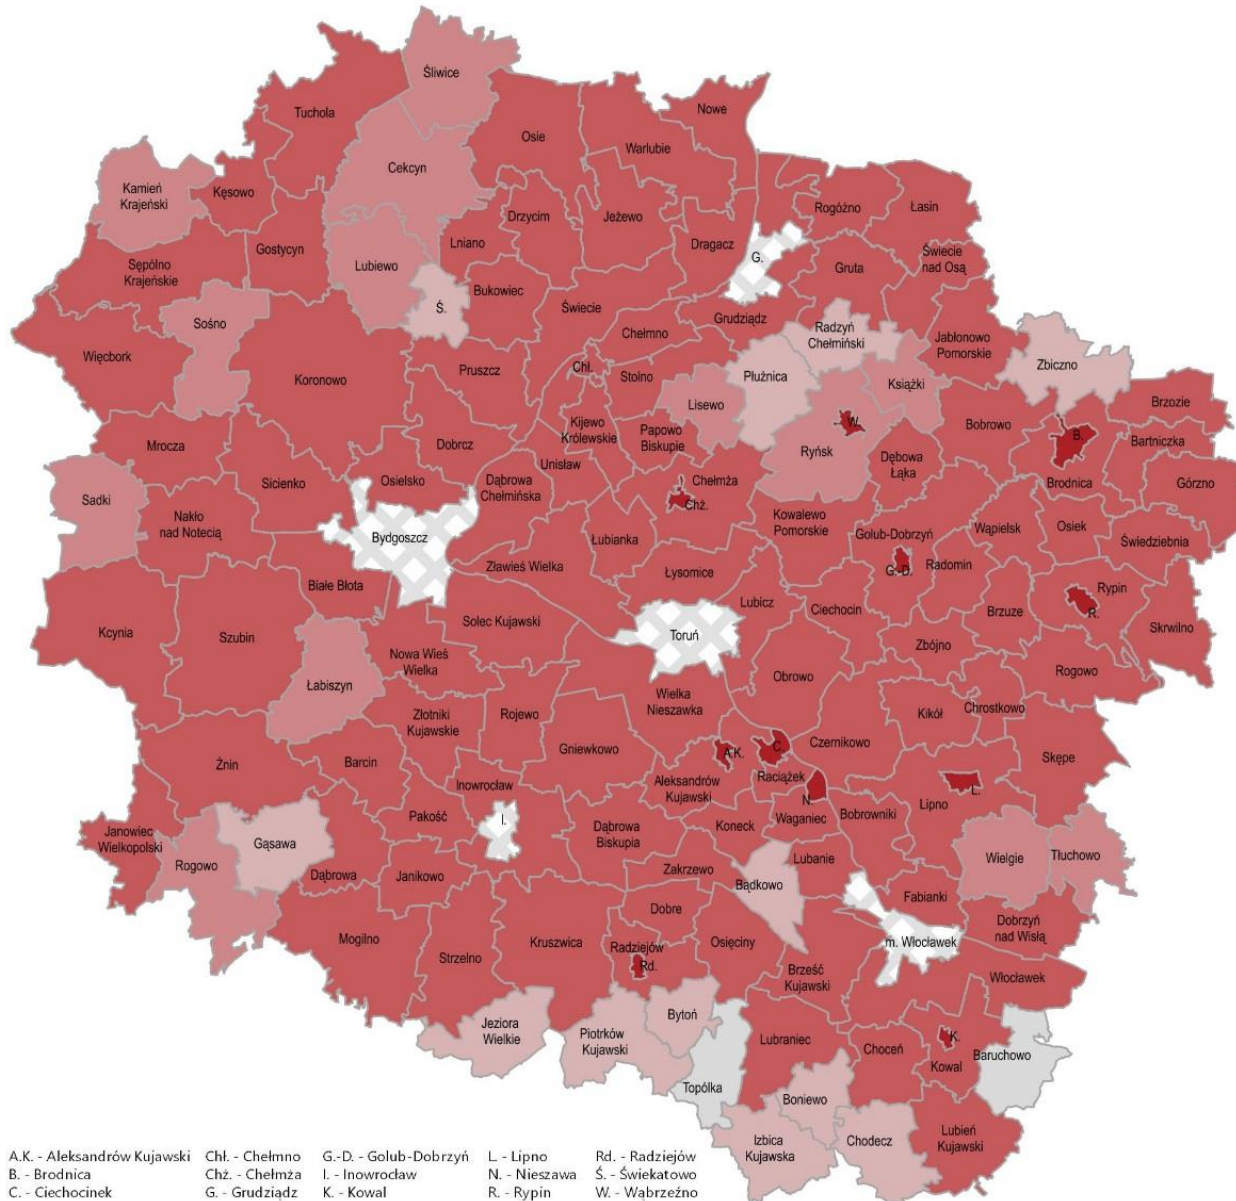 Śliwice
Tuchola
Nowe
Osie
Warlubie
Cekcyn
Kamień
Krajeński
Kęsowo
Rogóźno
Łasin
Drzycim
Jeżewo
Gostycyn
Lniano
Dragacz
Świecie
nad Osą
Sępólno
Krajeńskie
Lubiewo
G.
Gruta
Bukowiec
Ś.
Świecie
Sośno
Grudziądz
Radzyń
Chełmiński
Chełmno
Jabłonowo
Pomorskie
Więcbork
Zbiczno
Chł.
Pruszcz
Stolno
Płużnica
Koronowo
Książki
Lisewo
Brzozie
Kijewo
Królewskie
W.
Bobrowo
Papowo
Biskupie
B.
Mrocza
Dobrcz
Bartniczka
Unisław
Ryńsk
Dębowa
Łąka
Sicienko
Osielsko
Dąbrowa
Chełmińska
Chełmża
Brodnica
Górzno
Sadki
Chż.
Nakło
nad Notecią
Kowalewo
Pomorskie
Wąpielsk
Osiek
Bydgoszcz
Łubianka
Golub-Dobrzyń
Świedziebnia
Zławieś Wielka
Łysomice
G.-D.
Radomin
Białe Błota
Lubicz
Ciechocin
Brzuze
Rypin
R.
Kcynia
Szubin
Solec Kujawski
Toruń
Skrwilno
Nowa Wieś
Wielka
Zbójno
Obrowo
Rogowo
Łabiszyn
Wielka
Nieszawka
Złotniki
Kujawskie
Rojewo
Kikół
Chrostkowo
Gniewkowo
C.
Czernikowo
A.K.
Skępe
Żnin
Barcin
Inowrocław
Aleksandrów
Kujawski
Raciążek
L.
N.
Lipno
Pakość
I.
Waganiec
Bobrowniki
Janowiec
Wielkopolski
Dąbrowa
Biskupia
Koneck
Gąsawa
Lubanie
Wielgie
Tłuchowo
Rogowo
Dąbrowa
Janikowo
Zakrzewo
Bądkowo
Fabianki
Dobre
Dobrzyń
nad Wisłą
Mogilno
Kruszwica
Radziejów
Osięciny
m. Włocławek
Strzelno
Rd.
Brześć
Kujawski
Włocławek
Bytoń
Jeziora
Wielkie
Piotrków
Kujawski
Lubraniec
K.
Choceń
Baruchowo
Kowal
Topólka
Boniewo
Izbica
Kujawska
Chodecz
Lubień
Kujawski
A.K. - Aleksandrów Kujawski Chł. - Chełmno G.-D. - Golub-Dobrzyń L. - Lipno Rd. - Radziejów
B. - Brodnica Chż. - Chełmża I. - Inowrocław N. - Nieszawa Ś. - Świekatowo
C. - Ciechocinek G. - Grudziądz K. - Kowal R. - Rypin W. - Wąbrzeźno